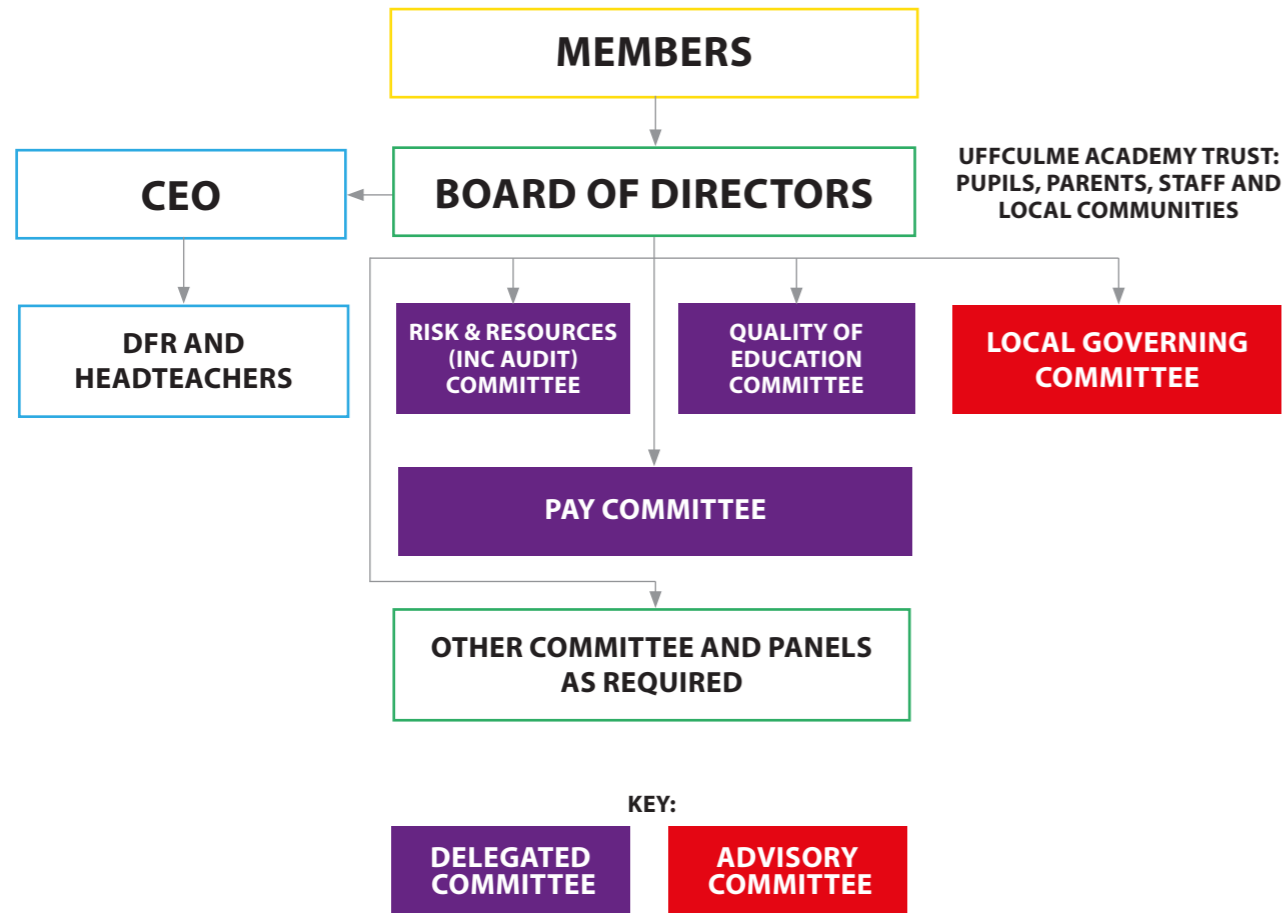 MEMBERS
CEO
BOARD OF DIRECTORS
UFFCULME ACADEMY TRUST:
PUPILS, PARENTS, STAFF AND
LOCAL COMMUNITIES
DFR AND
HEADTEACHERS
RISK & RESOURCES
(INC AUDIT)
COMMITTEE
QUALITY OF
EDUCATION
COMMITTEE
LOCAL GOVERNING
COMMITTEE
PAY COMMITTEE
OTHER COMMITTEE AND PANELS
AS REQUIRED
KEY:
DELEGATED
COMMITTEE
ADVISORY
COMMITTEE